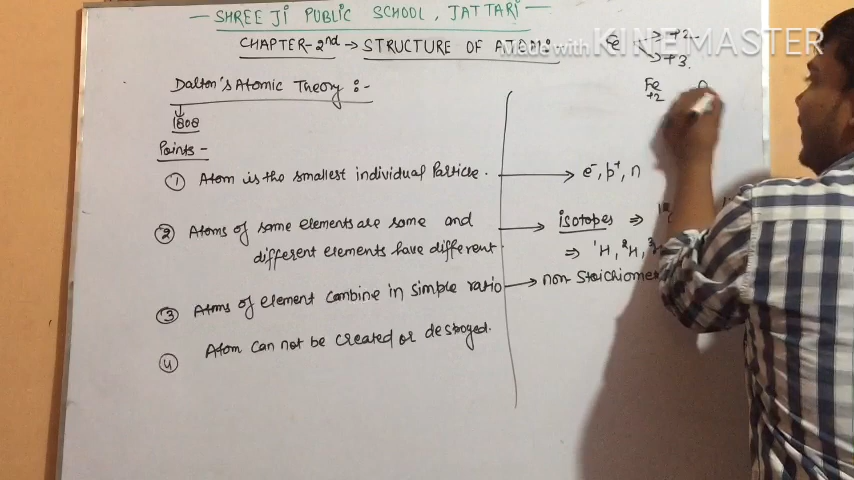 - SHREE JI PUBLIC SCHOOL, JATTARI -
CHAPTER-2nd → STRUCTURE OF ATOM :-
Made with KINEMASTER
Fe → +2
→ +3.
Fe
+2
Dalton's Atomic Theory :-
1808
Points -
① Atom is the smallest individual Particle. → e⁻, p⁺, n
② Atoms of same elements are same and → isotopes ⇒
different elements have different. ⇒ ¹H, ²H, ³H
③ Atoms of element combine in simple ratio → non Stoichiome
④ Atom can not be created or destroyed.